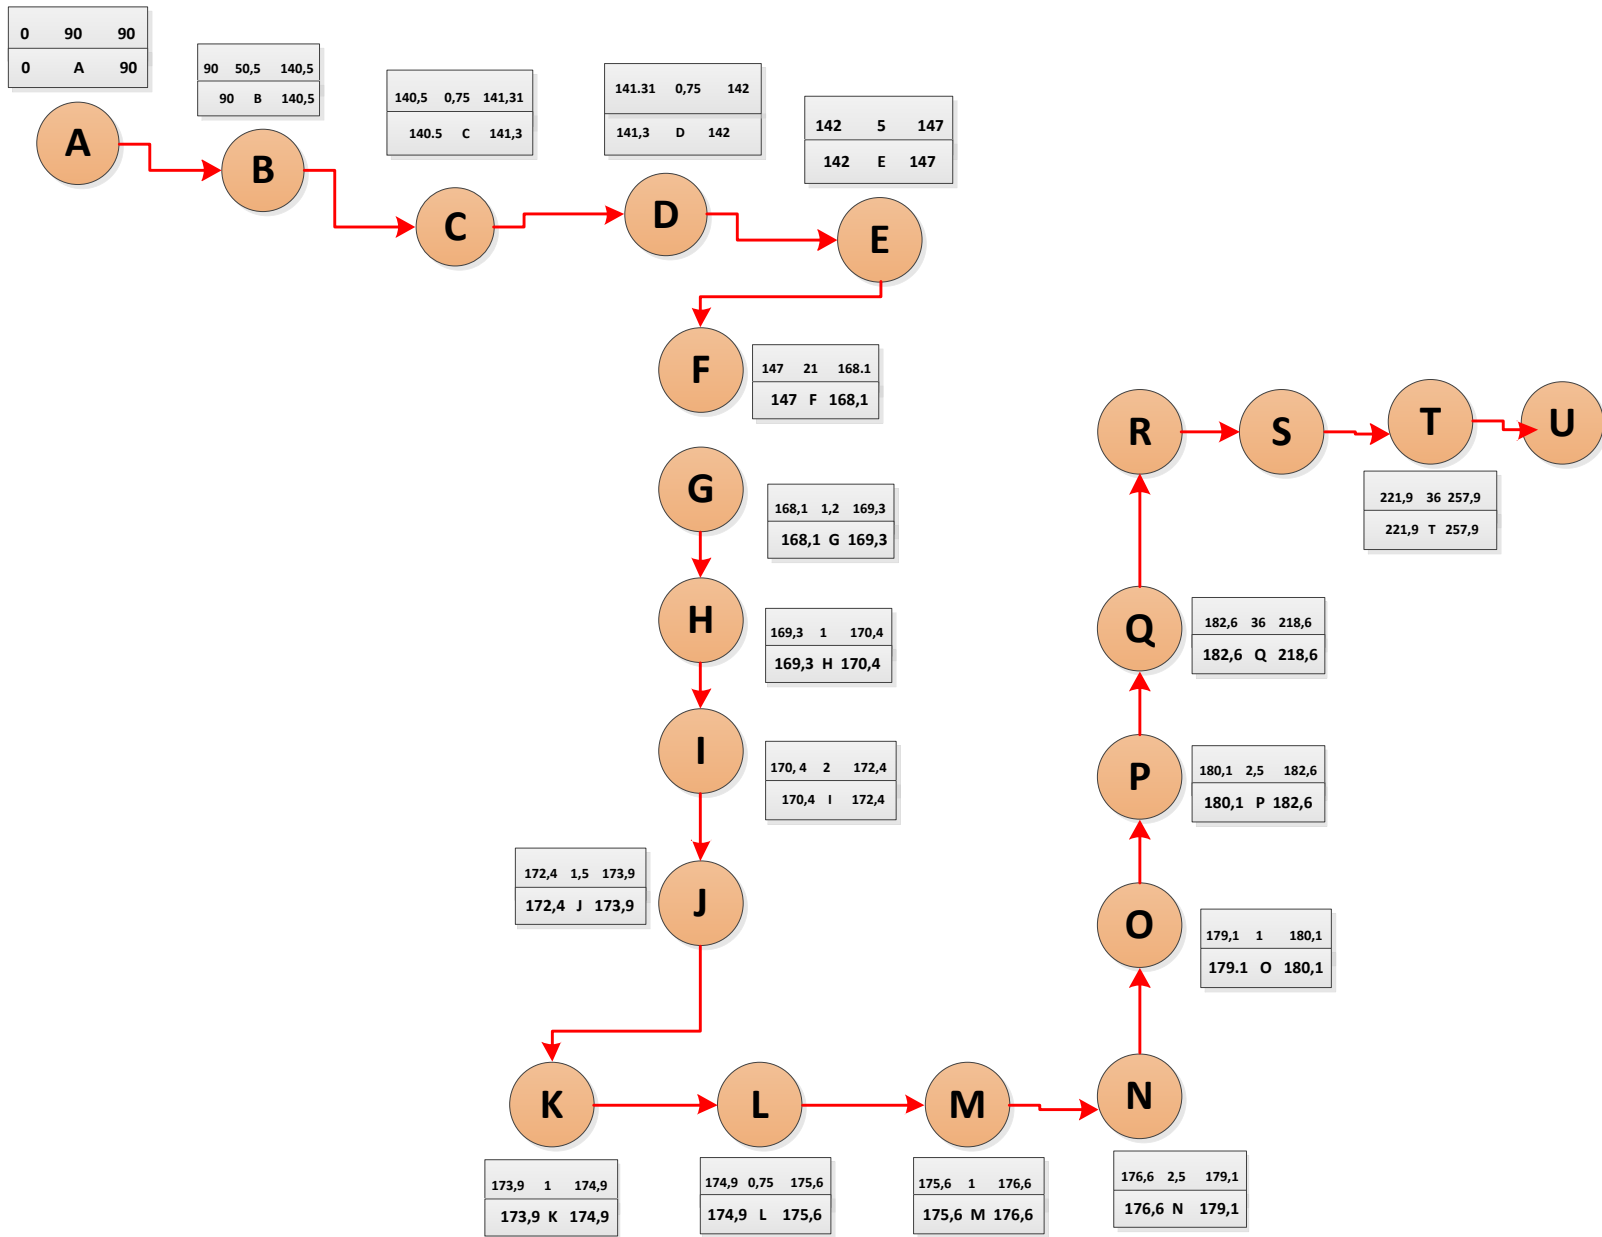 0 90 90
0 A 90
A
90 50,5 140,5
90 B 140,5
B
140,5 0,75 141,31
140.5 C 141,3
C
141.31 0,75 142
141,3 D 142
D
142 5 147
142 E 147
E
F
147 21 168.1
147 F 168,1
G
168,1 1,2 169,3
168,1 G 169,3
H
169,3 1 170,4
169,3 H 170,4
I
170, 4 2 172,4
170,4 I 172,4
172,4 1,5 173,9
172,4 J 173,9
J
K
173,9 1 174,9
173,9 K 174,9
L
174,9 0,75 175,6
174,9 L 175,6
M
175,6 1 176,6
175,6 M 176,6
N
176,6 2,5 179,1
176,6 N 179,1
O
179,1 1 180,1
179.1 O 180,1
P
180,1 2,5 182,6
180,1 P 182,6
Q
182,6 36 218,6
182,6 Q 218,6
R
S
T
221,9 36 257,9
221,9 T 257,9
U